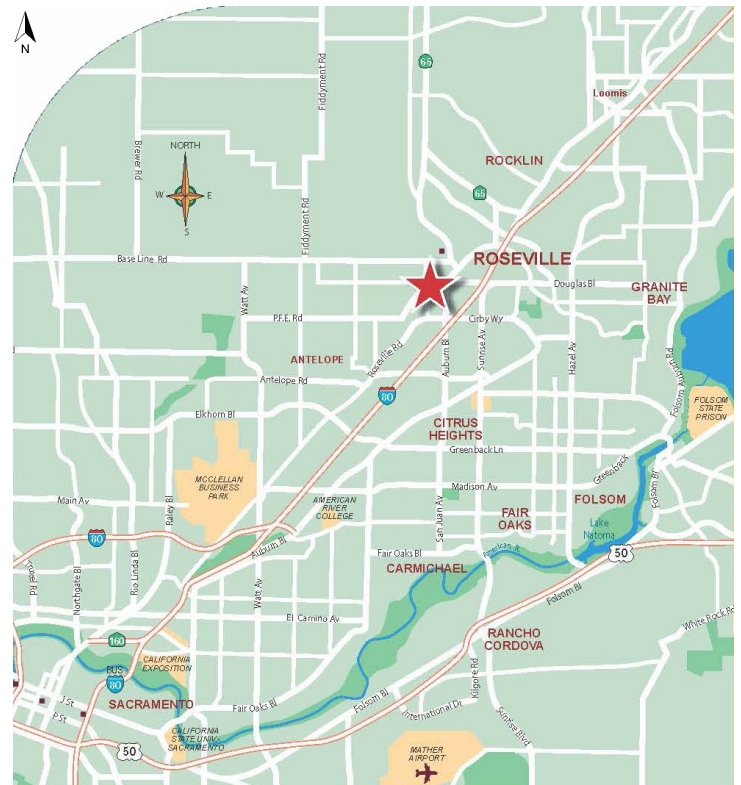 N
65
Loomis
Fiddyment Rd
Brewer Rd
NORTH
W
E
S
ROCKLIN
65
Fiddyment Rd
Base Line Rd
ROSEVILLE
Douglas Bl
GRANITE
BAY
Watt Av
P.F.E. Rd
Cirby Wy
Roseville Rd
Auburn Bl
Sunrise Av
Hazel Av
Folsom Auburn Rd
ANTELOPE
Antelope Rd
80
FOLSOM
STATE
PRISON
Elkhorn Bl
CITRUS
HEIGHTS
Greenback Ln
Greenback
Folsom Bl
MCCLELLAN
BUSINESS
PARK
Madison Av
Main Av
Raley Bl
AMERICAN
RIVER
COLLEGE
San Juan Av
FAIR
OAKS
FOLSOM
Lake
Natoma
80
Auburn Bl
Fair Oaks Bl
American R.
50
CARMICHAEL
Truxel Rd
Northgate Bl
Rio Linda Bl
Watt Av
Folsom Bl
El Camino Av
White Rock Rd
160
RANCHO
CORDOVA
CALIFORNIA
EXPOSITION
BUS
80
Kilgore Rd
SACRAMENTO
J St
P St
Fair Oaks Bl
Folsom Bl
International Dr
Sunrise Blvd
CALIFORNIA
STATE UNIV-
SACRAMENTO
50
MATHER
AIRPORT